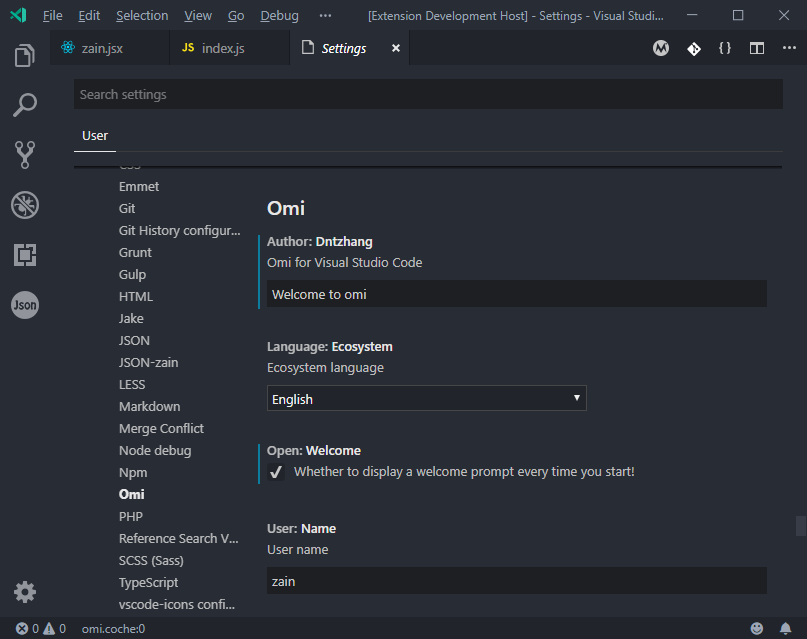 File Edit Selection View Go Debug ··· [Extension Development Host] - Settings - Visual Studi...
zain.jsx JS index.js Settings
Search settings
User
CSS
Emmet
Git
Git History configur...
Grunt
Gulp
HTML
Jake
JSON
JSON-zain
LESS
Markdown
Merge Conflict
Node debug
Npm
Omi
PHP
Reference Search V...
SCSS (Sass)
TypeScript
vscode-icons confi...
Omi
Author: Dntzhang
Omi for Visual Studio Code
Welcome to omi
Language: Ecosystem
Ecosystem language
English
Open: Welcome
Whether to display a welcome prompt every time you start!
User: Name
User name
zain
Json
0 0 omi.coche:0